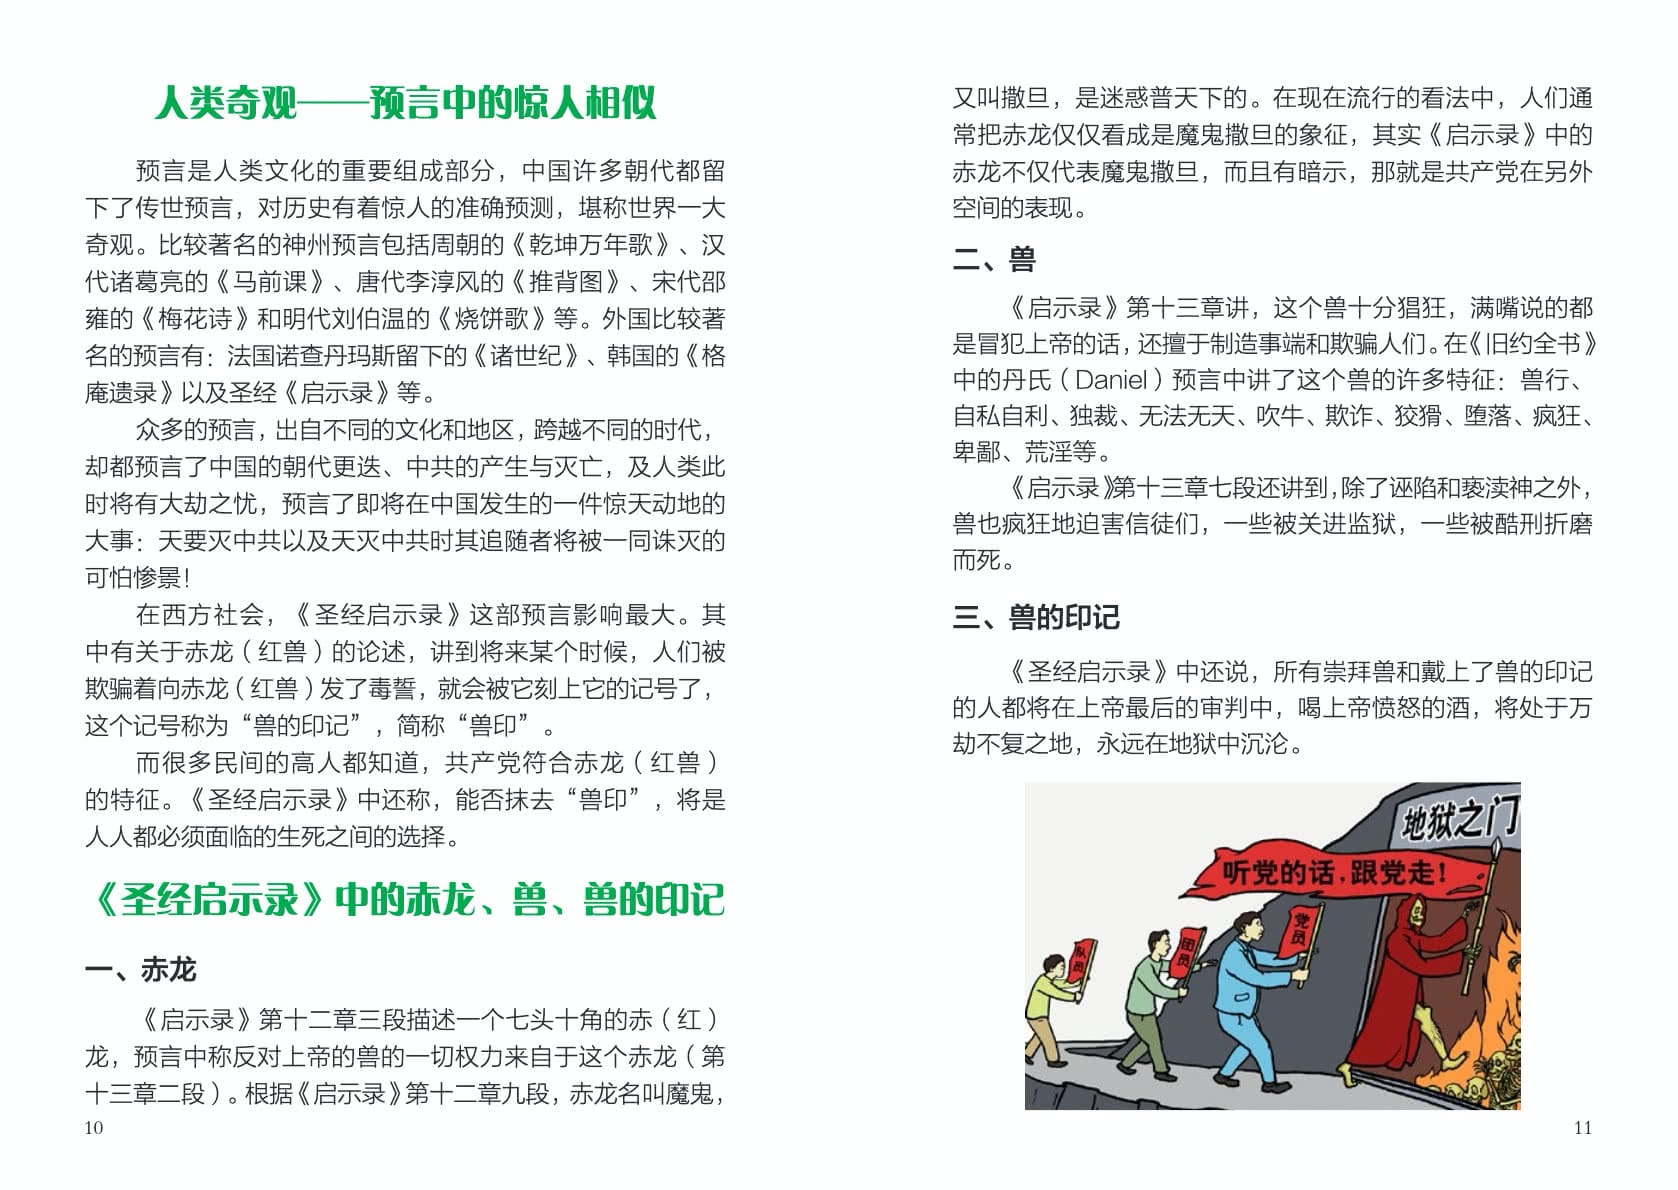 人类奇观——预言中的惊人相似
预言是人类文化的重要组成部分，中国许多朝代都留
下了传世预言，对历史有着惊人的准确预测，堪称世界一大
奇观。比较著名的神州预言包括周朝的《乾坤万年歌》、汉
代诸葛亮的《马前课》、唐代李淳风的《推背图》、宋代邵
雍的《梅花诗》和明代刘伯温的《烧饼歌》等。外国比较著
名的预言有：法国诺查丹玛斯留下的《诸世纪》、韩国的《格
庵遗录》以及圣经《启示录》等。
众多的预言，出自不同的文化和地区，跨越不同的时代，
却都预言了中国的朝代更迭、中共的产生与灭亡，及人类此
时将有大劫之忧，预言了即将在中国发生的一件惊天动地的
大事：天要灭中共以及天灭中共时其追随者将被一同诛灭的
可怕惨景！
在西方社会，《圣经启示录》这部预言影响最大。其
中有关于赤龙（红兽）的论述，讲到将来某个时候，人们被
欺骗着向赤龙（红兽）发了毒誓，就会被它刻上它的记号了，
这个记号称为“兽的印记”，简称“兽印”。
而很多民间的高人都知道，共产党符合赤龙（红兽）
的特征。《圣经启示录》中还称，能否抹去“兽印”，将是
人人都必须面临的生死之间的选择。
《圣经启示录》中的赤龙、兽、兽的印记
一、赤龙
《启示录》第十二章三段描述一个七头十角的赤（红）
龙，预言中称反对上帝的兽的一切权力来自于这个赤龙（第
十三章二段）。根据《启示录》第十二章九段，赤龙名叫魔鬼，
10
又叫撒旦，是迷惑普天下的。在现在流行的看法中，人们通
常把赤龙仅仅看成是魔鬼撒旦的象征，其实《启示录》中的
赤龙不仅代表魔鬼撒旦，而且有暗示，那就是共产党在另外
空间的表现。
二、兽
《启示录》第十三章讲，这个兽十分猖狂，满嘴说的都
是冒犯上帝的话，还擅于制造事端和欺骗人们。在《旧约全书》
中的丹氏（Daniel）预言中讲了这个兽的许多特征：兽行、
自私自利、独裁、无法无天、吹牛、欺诈、狡猾、堕落、疯狂、
卑鄙、荒淫等。
《启示录》第十三章七段还讲到，除了诬陷和亵渎神之外，
兽也疯狂地迫害信徒们，一些被关进监狱，一些被酷刑折磨
而死。
三、兽的印记
《圣经启示录》中还说，所有崇拜兽和戴上了兽的印记
的人都将在上帝最后的审判中，喝上帝愤怒的酒，将处于万
劫不复之地，永远在地狱中沉沦。
地狱之门
听党的话，跟党走！
党员
团员
队员
11